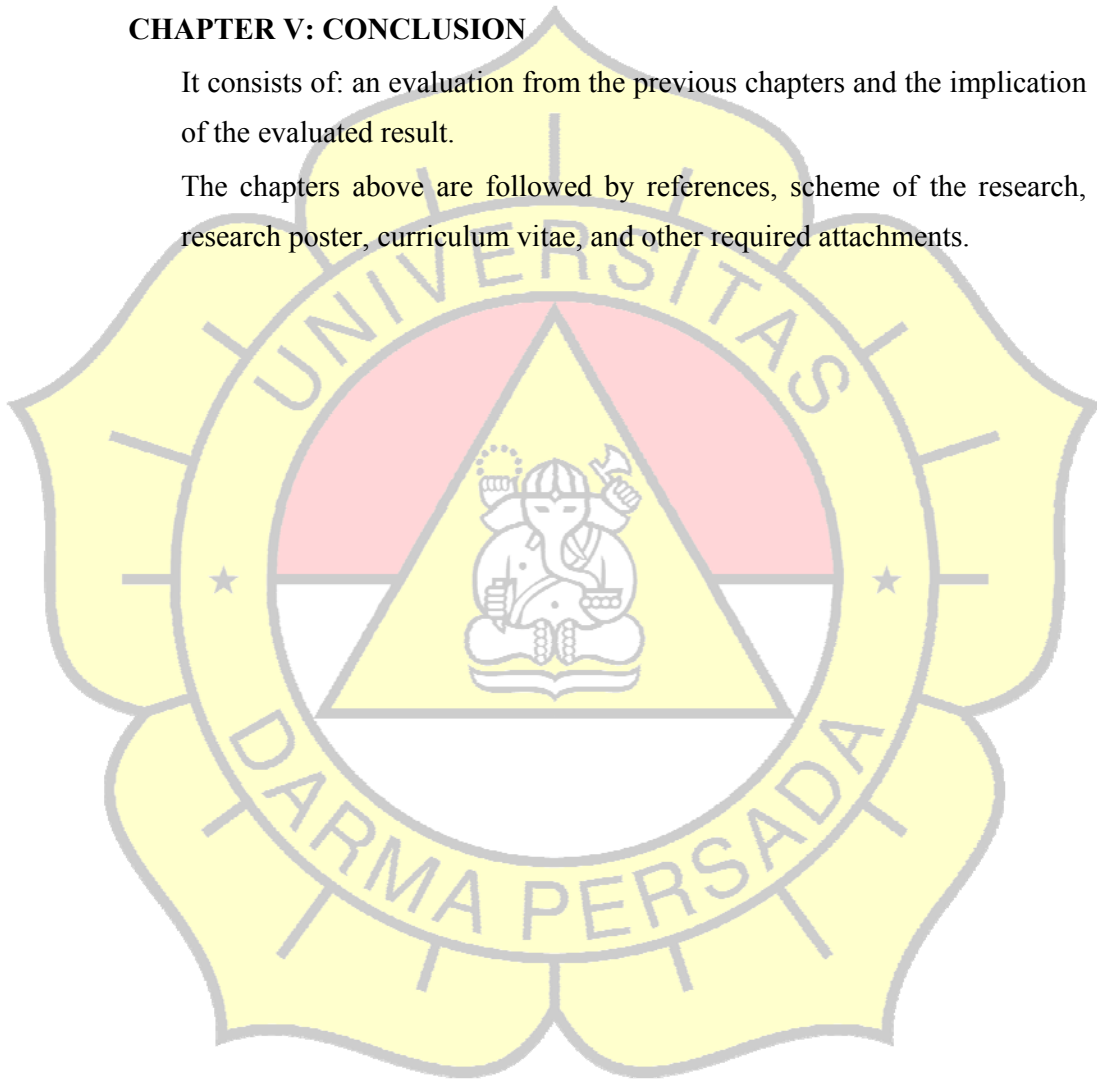 CHAPTER V: CONCLUSION
It consists of: an evaluation from the previous chapters and the implication
of the evaluated result.
The chapters above are followed by references, scheme of the research,
research poster, curriculum vitae, and other required attachments.
UNIVERSITAS
DARMA PERSADA